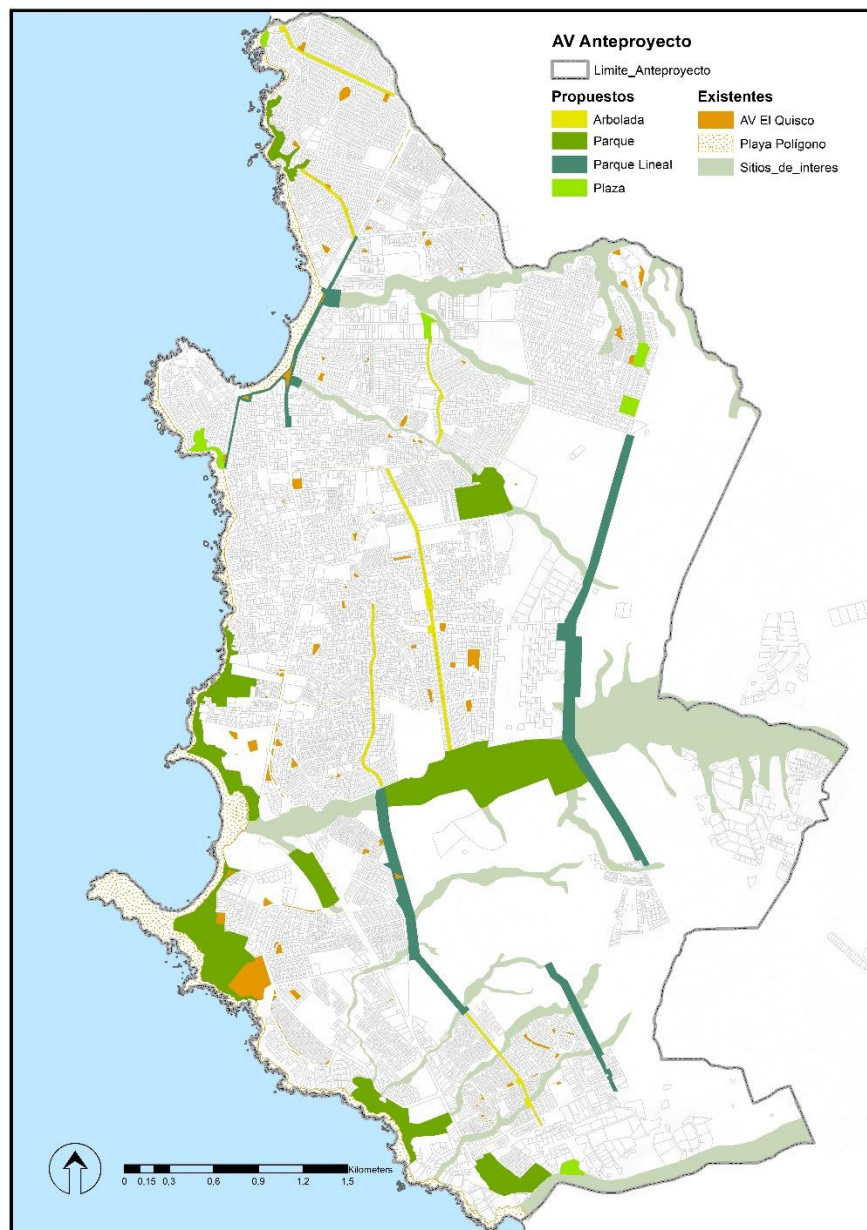 AV Anteproyecto
Limite_Anteproyecto
Propuestos
Arbolada
Parque
Parque Lineal
Plaza
Existentes
AV El Quisco
Playa Polígono
Sitios_de_interes
Kilometers
0 0,15 0,3 0,6 0,9 1,2 1,5